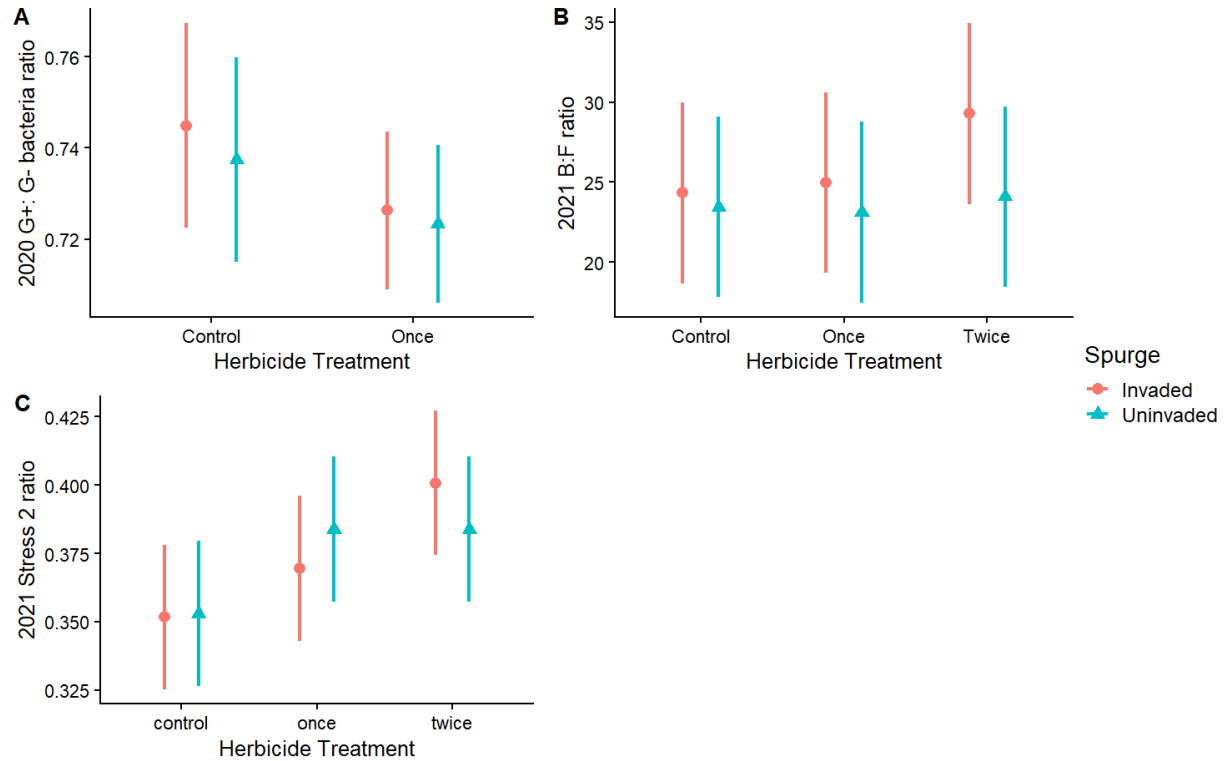 A
2020 G+: G- bacteria ratio
0.76
0.74
0.72
Control Once
Herbicide Treatment
B
2021 B:F ratio
35
30
25
20
Control Once Twice
Herbicide Treatment
Spurge
Invaded
Uninvaded
C
2021 Stress 2 ratio
0.425
0.400
0.375
0.350
0.325
control once twice
Herbicide Treatment